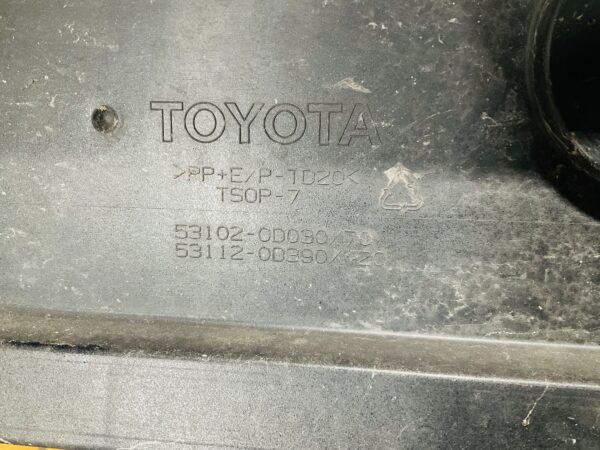 TOYOTA
>PP+E/P-TD20<
TSOP-7
53102-0D030/
53112-0D390/